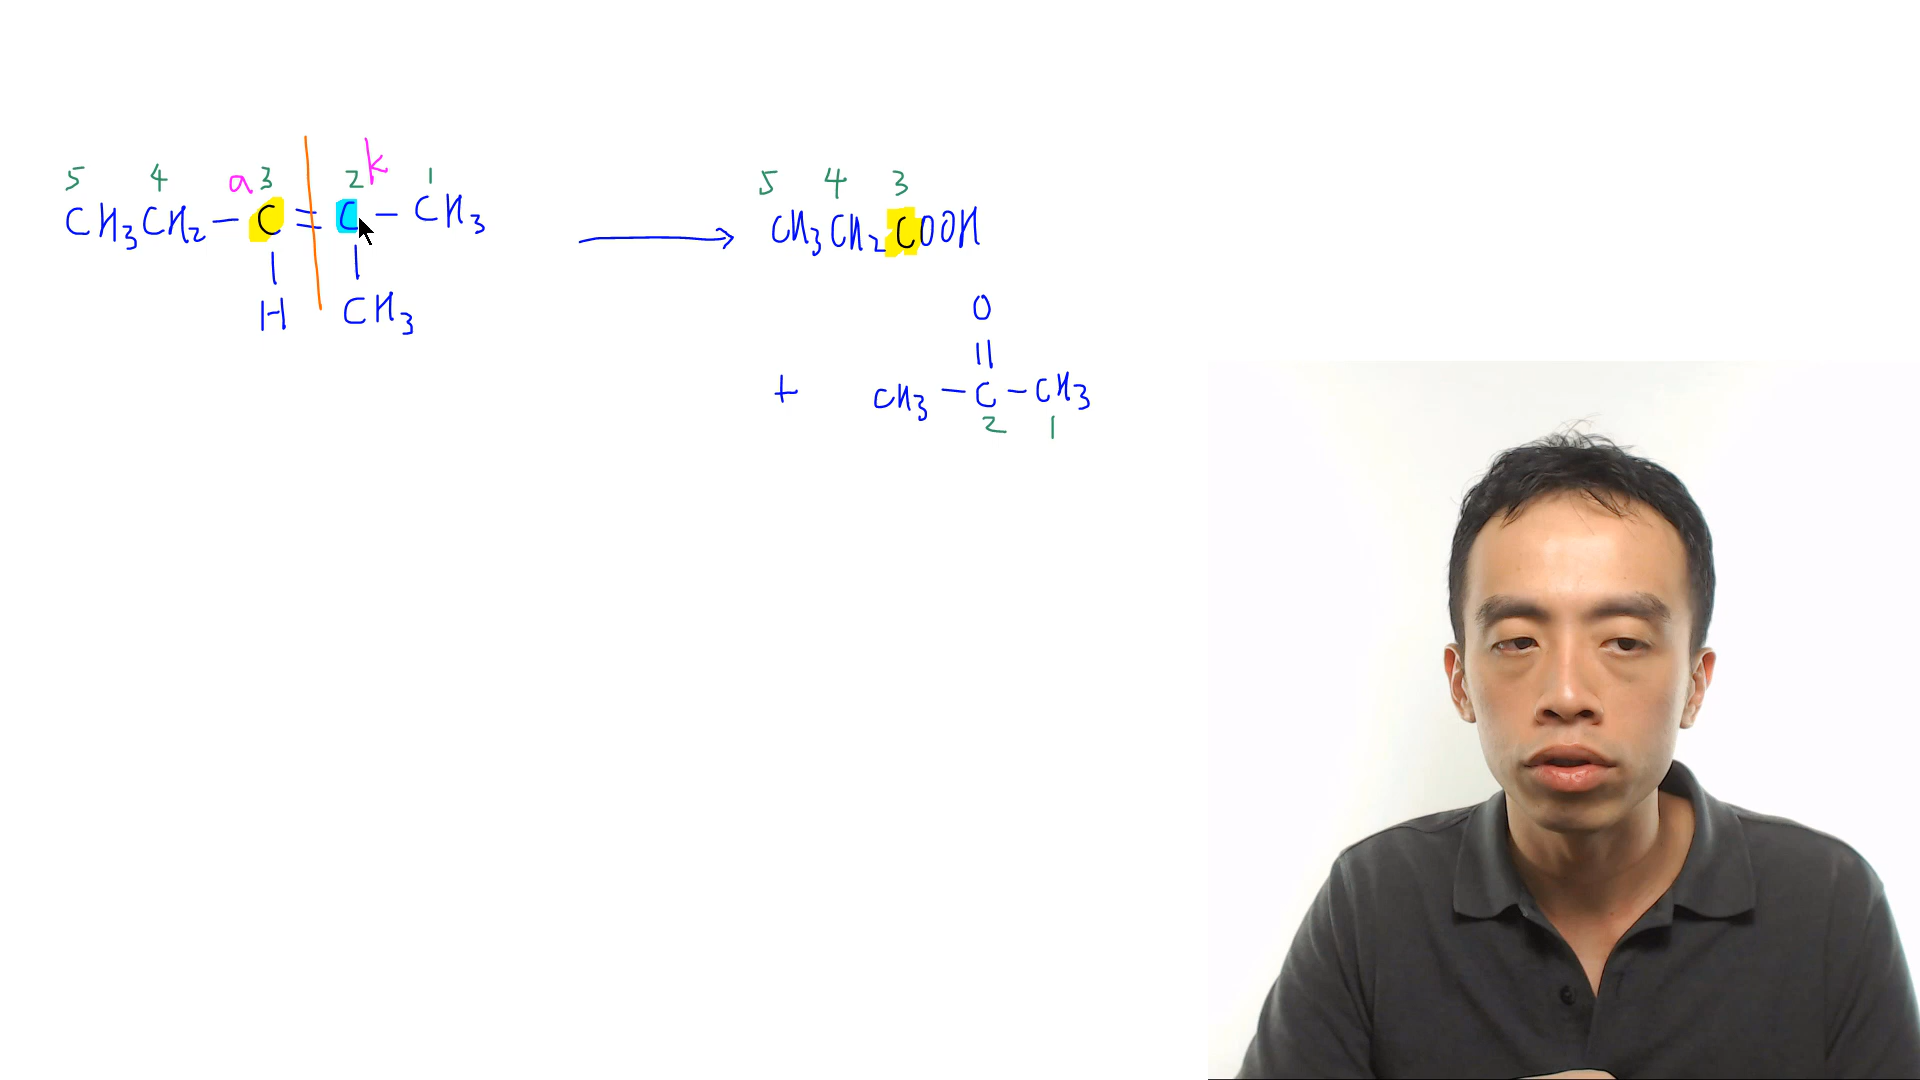 5 4 a 3 2 k 1
CH3CH2 – C = C – CH3
| |
H CH3
5 4 3
CH3CH2COOH
O
||
+ CH3 – C – CH3
2 1